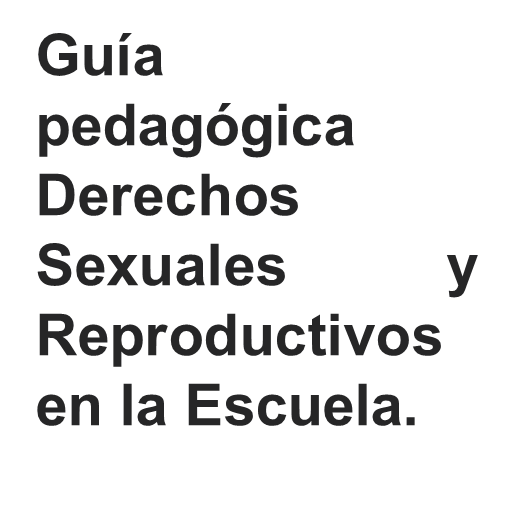 Guía
pedagógica
Derechos
Sexuales y
Reproductivos
en la Escuela.